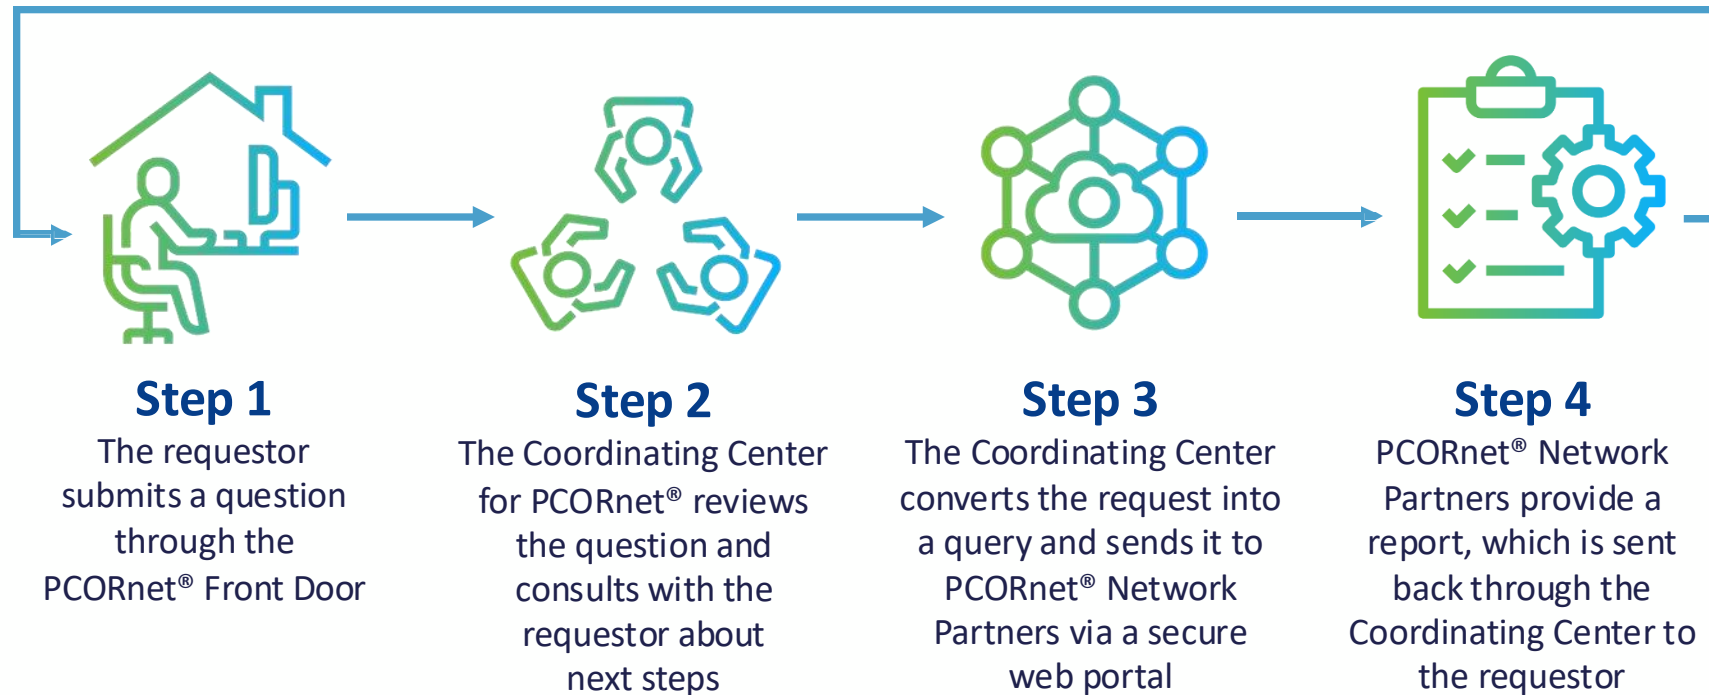 Step 1
The requestor
submits a question
through the
PCORnet® Front Door
Step 2
The Coordinating Center
for PCORnet® reviews
the question and
consults with the
requestor about
next steps
Step 3
The Coordinating Center
converts the request into
a query and sends it to
PCORnet® Network
Partners via a secure
web portal
Step 4
PCORnet® Network
Partners provide a
report, which is sent
back through the
Coordinating Center to
the requestor